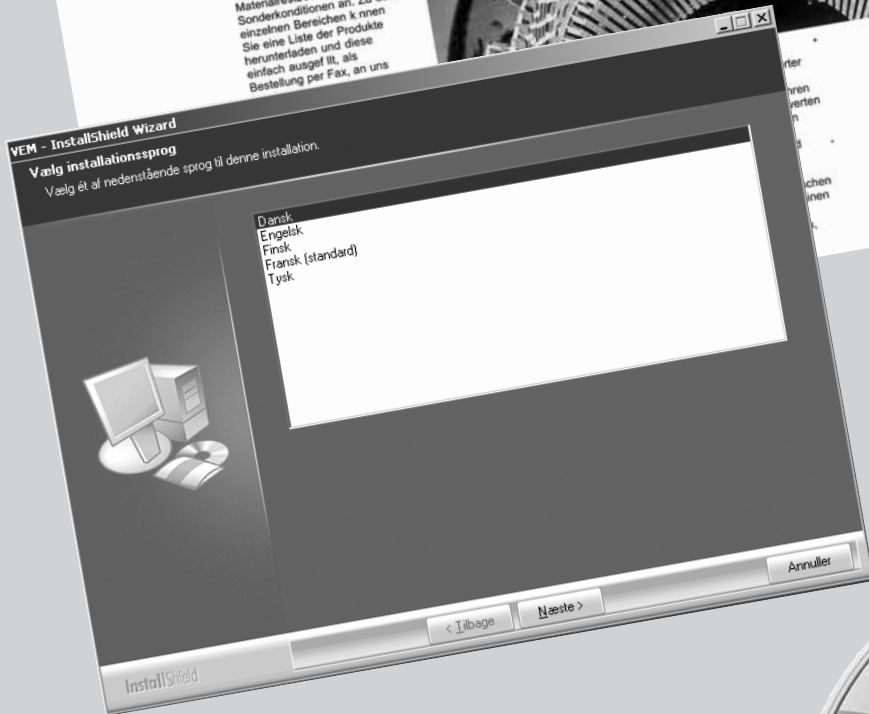 Sonderkonditionen an. Zu
einzelnen Bereichen k nnen
Sie eine Liste der Produkte
herunterladen und diese
einfach ausgef llt, als
Bestellung per Fax, an uns
VEM - InstallShield Wizard
Vælg installationssprog
Vælg ét af nedenstående sprog til denne installation.
Dansk
Engelsk
Finsk
Fransk (standard)
Tysk
< Tilbage
Næste >
Annuller
InstallShield